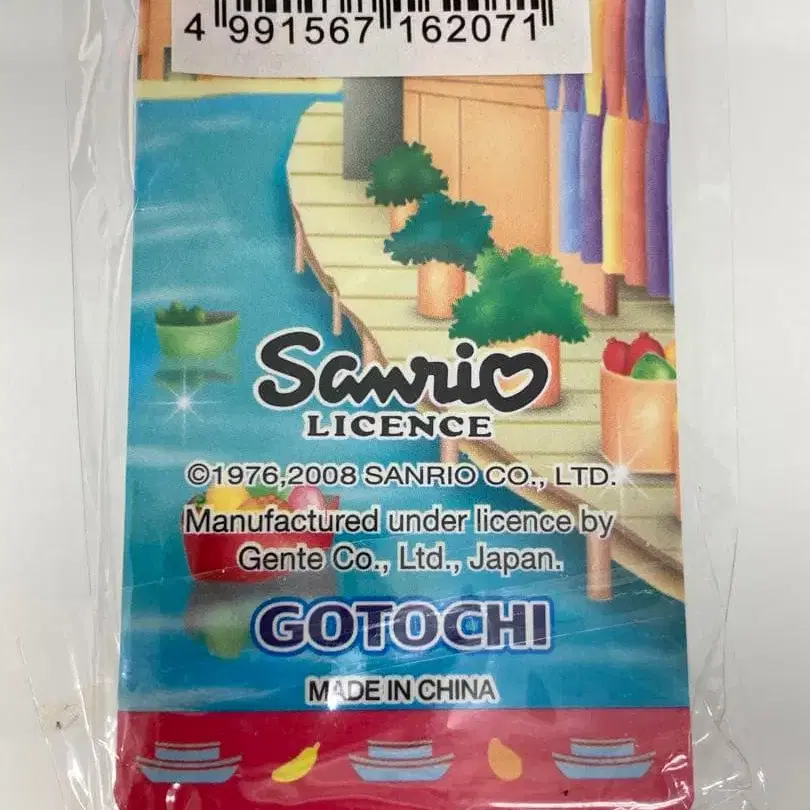 4 991567 162071
Sanrio
LICENCE
©1976,2008 SANRIO CO., LTD.
Manufactured under licence by
Gente Co., Ltd., Japan.
GOTOCHI
MADE IN CHINA